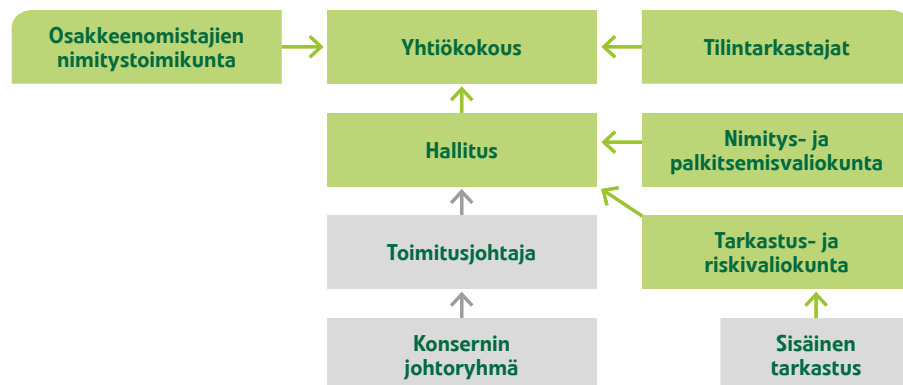 Osakkeenomistajien
nimitystoimikunta
Yhtiökokous
Tilintarkastajat
Hallitus
Nimitys- ja
palkitsemisvaliokunta
Toimitusjohtaja
Tarkastus- ja
riskivaliokunta
Konsernin
johtoryhmä
Sisäinen
tarkastus